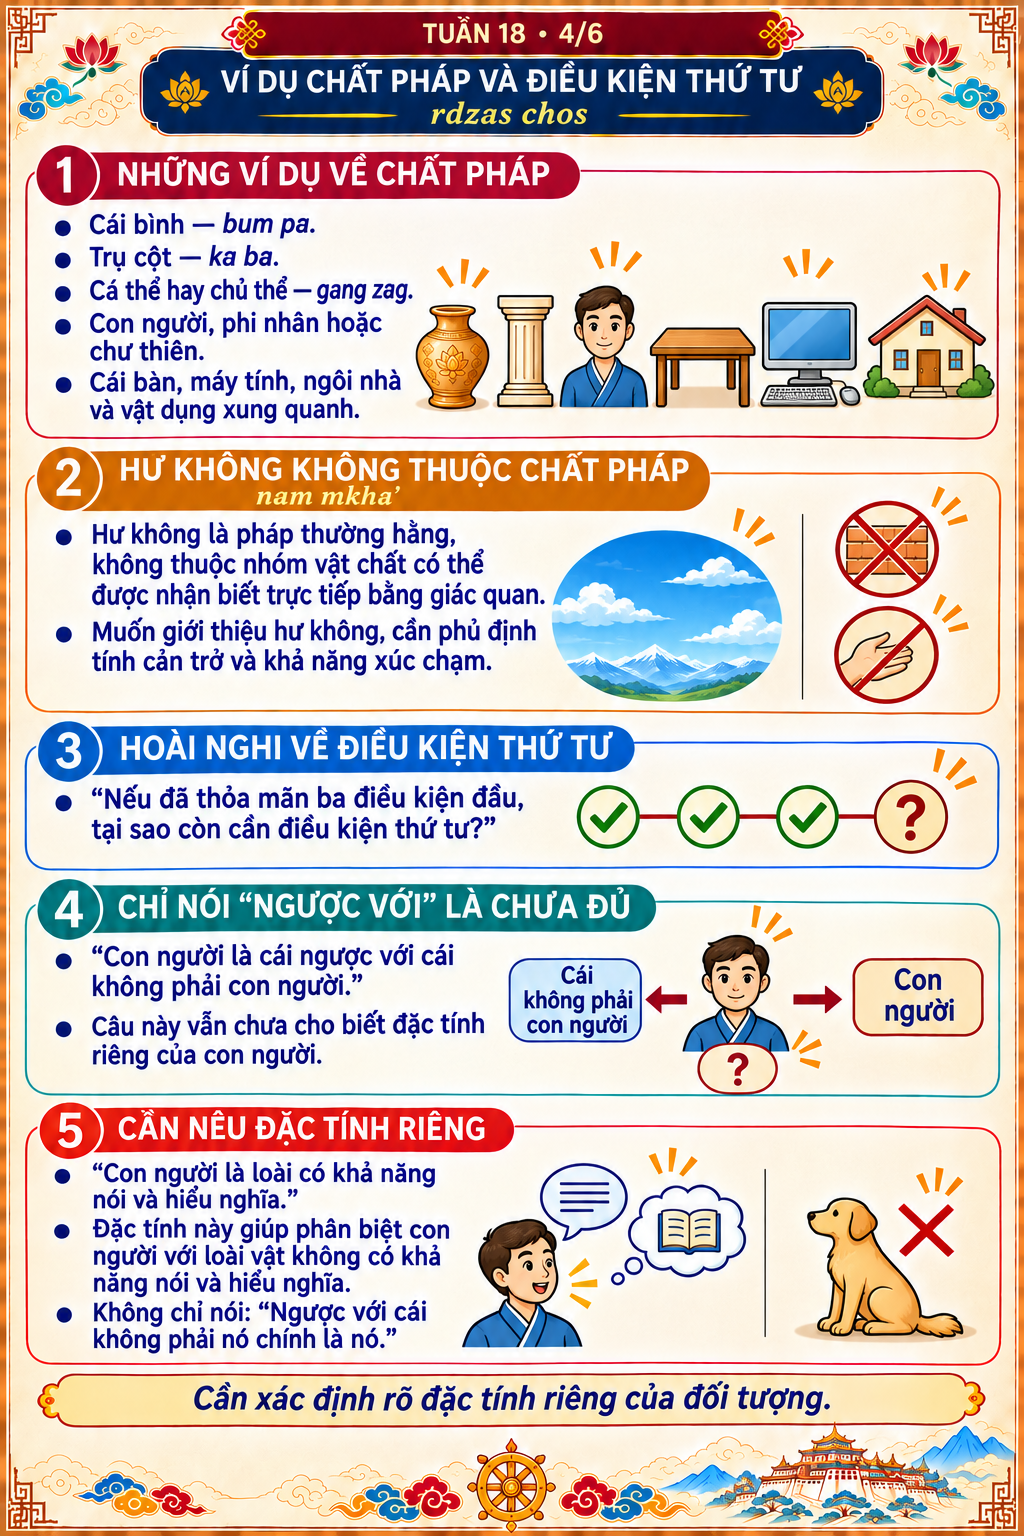 TUẦN 18 • 4/6
VÍ DỤ CHẤT PHÁP VÀ ĐIỀU KIỆN THỨ TƯ
rdzas chos
1 NHỮNG VÍ DỤ VỀ CHẤT PHÁP
• Cái bình — bum pa.
• Trụ cột — ka ba.
• Cá thể hay chủ thể — gang zag.
• Con người, phi nhân hoặc
chư thiên.
• Cái bàn, máy tính, ngôi nhà
và vật dụng xung quanh.
2 HƯ KHÔNG KHÔNG THUỘC CHẤT PHÁP
nam mkha’
• Hư không là pháp thường hằng,
không thuộc nhóm vật chất có thể
được nhận biết trực tiếp bằng giác quan.
• Muốn giới thiệu hư không, cần phủ định
tính cản trở và khả năng xúc chạm.
3 HOÀI NGHI VỀ ĐIỀU KIỆN THỨ TƯ
• “Nếu đã thỏa mãn ba điều kiện đầu,
tại sao còn cần điều kiện thứ tư?”
?
4 CHỈ NÓI “NGƯỢC VỚI” LÀ CHƯA ĐỦ
• “Con người là cái ngược với cái
không phải con người.”
• Câu này vẫn chưa cho biết đặc tính
riêng của con người.
Cái
không phải
con người
Con
người
?
5 CẦN NÊU ĐẶC TÍNH RIÊNG
• “Con người là loài có khả năng
nói và hiểu nghĩa.”
• Đặc tính này giúp phân biệt con
người với loài vật không có khả
năng nói và hiểu nghĩa.
• Không chỉ nói: “Ngược với cái
không phải nó chính là nó.”
Cần xác định rõ đặc tính riêng của đối tượng.